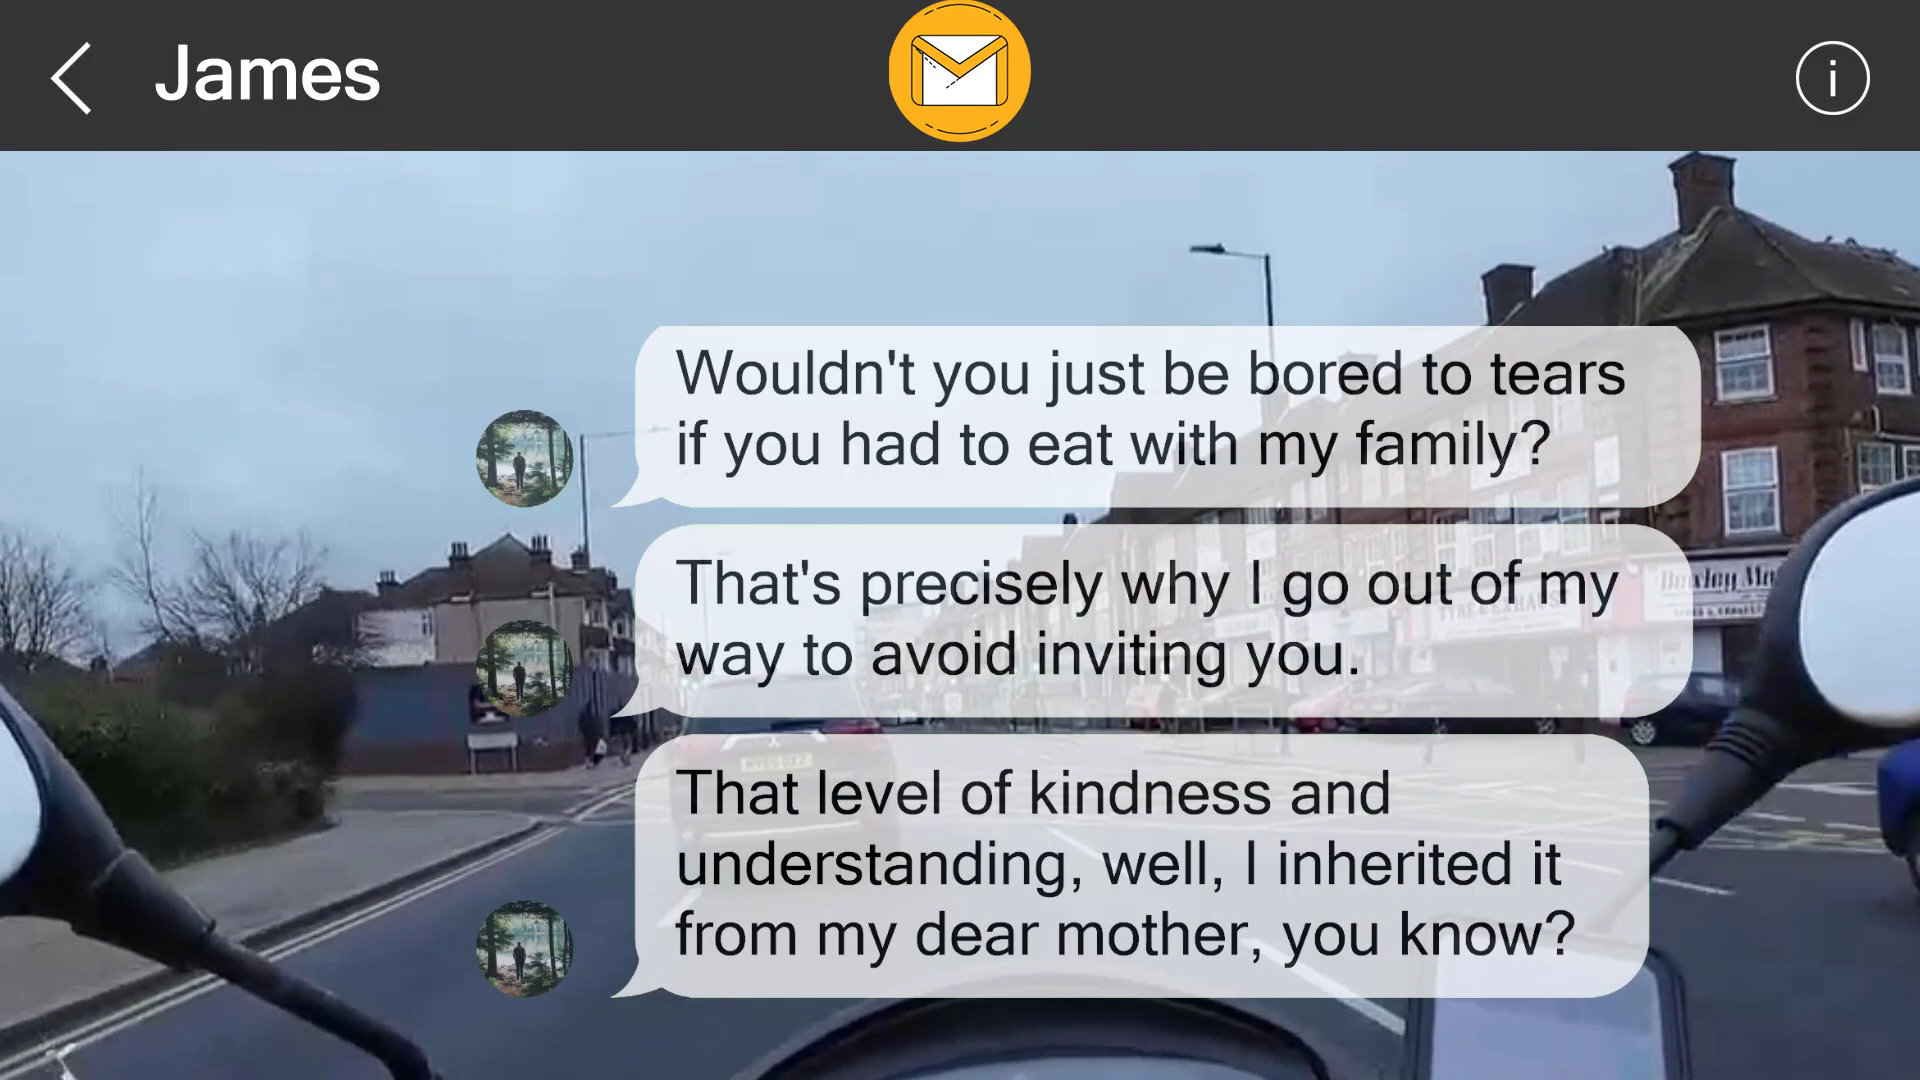 James
Wouldn't you just be bored to tears
if you had to eat with my family?
That's precisely why I go out of my
way to avoid inviting you.
That level of kindness and
understanding, well, I inherited it
from my dear mother, you know?